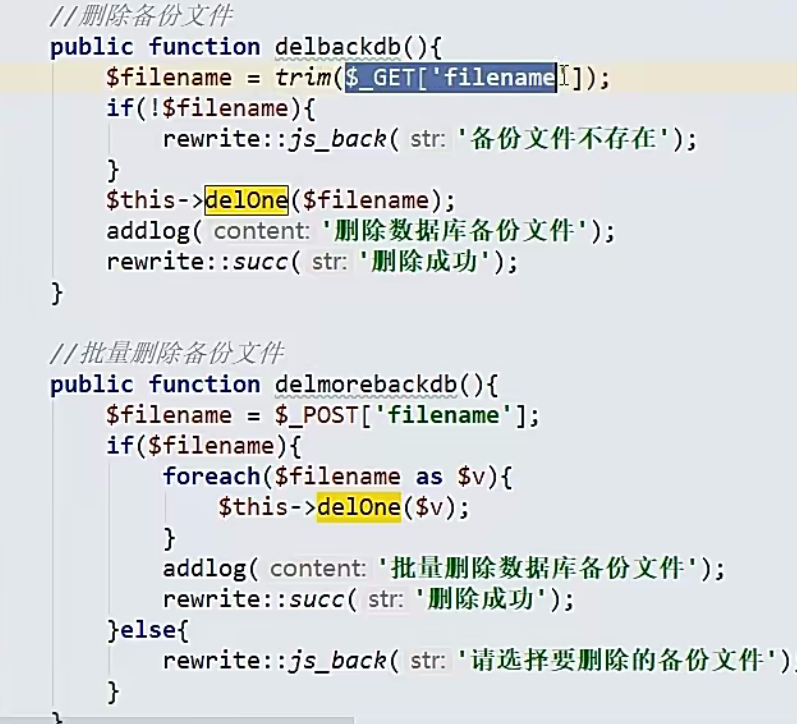 //删除备份文件
public function delbackdb(){
$filename = trim($_GET['filename']);
if(!$filename){
rewrite::js_back( str: '备份文件不存在');
}
$this->delOne($filename);
addlog( content: '删除数据库备份文件');
rewrite::succ( str: '删除成功');
}
//批量删除备份文件
public function delmorebackdb(){
$filename = $_POST['filename'];
if($filename){
foreach($filename as $v){
$this->delOne($v);
}
addlog( content: '批量删除数据库备份文件');
rewrite::succ( str: '删除成功');
}else{
rewrite::js_back( str: '请选择要删除的备份文件');
}
}